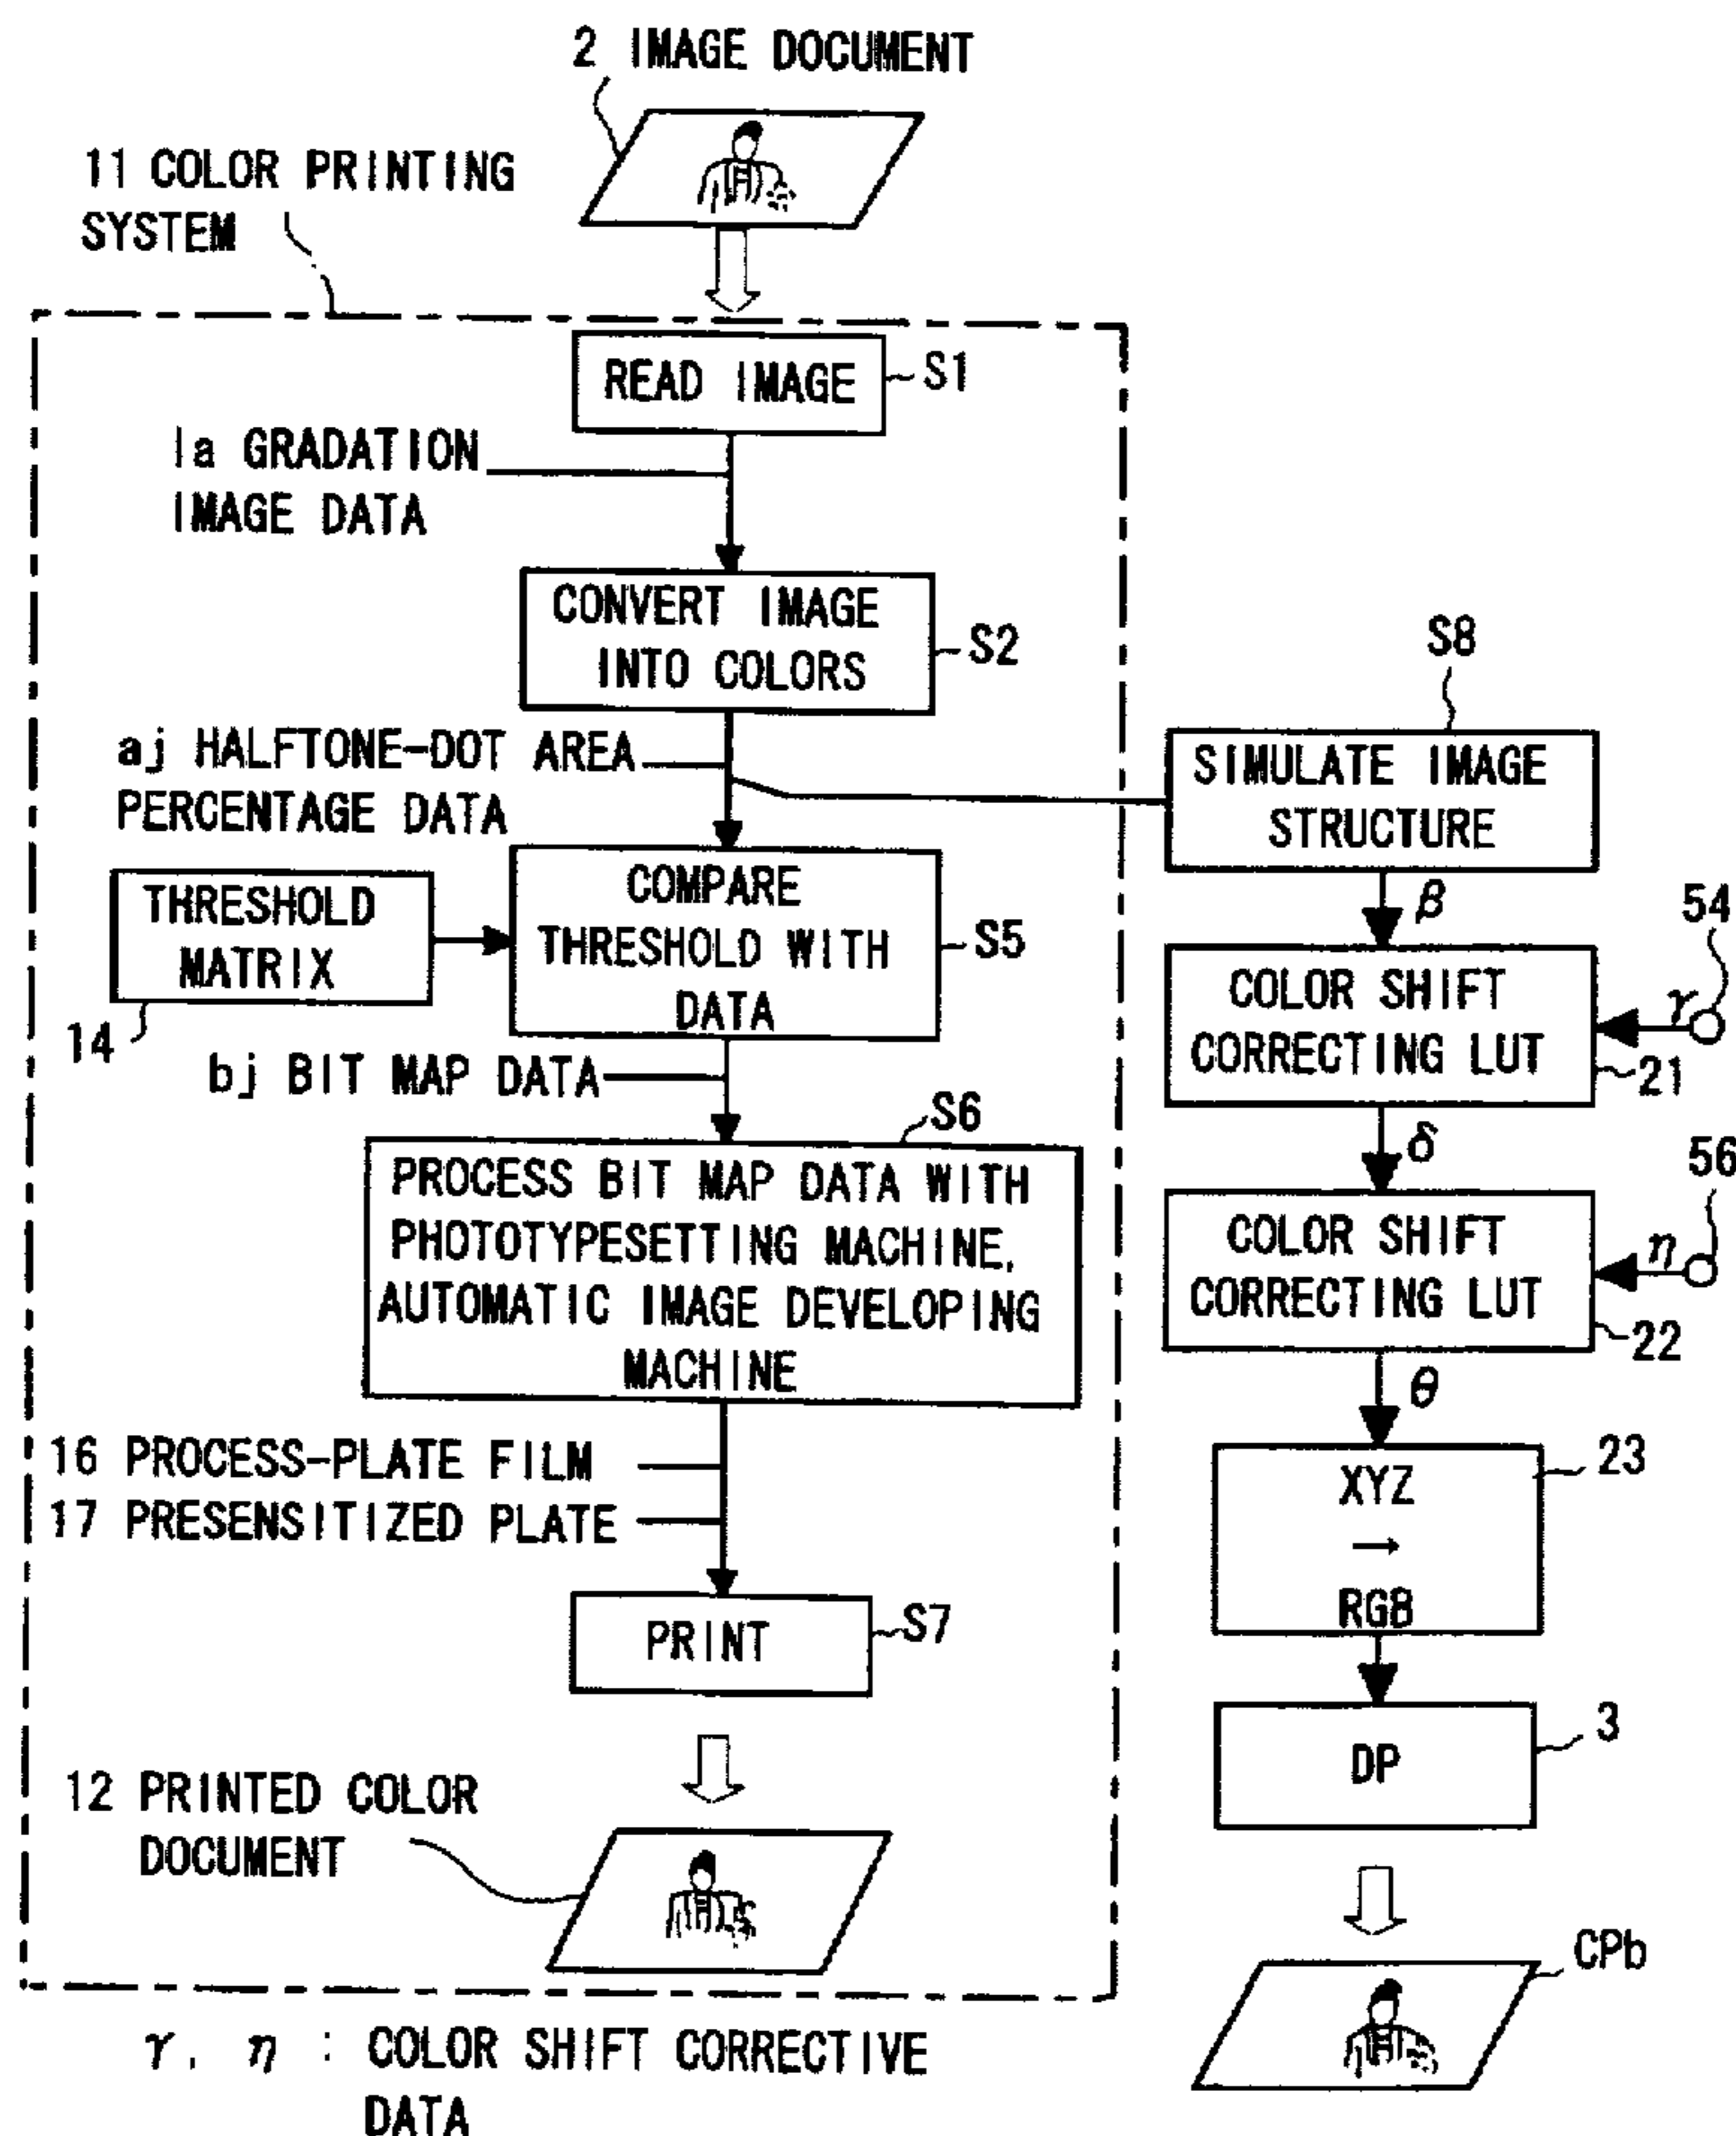 2 IMAGE DOCUMENT
11 COLOR PRINTING
SYSTEM
READ IMAGE
S1
Ia GRADATION
IMAGE DATA
CONVERT IMAGE
INTO COLORS
S2
aj HALFTONE-DOT AREA
PERCENTAGE DATA
THRESHOLD
MATRIX
14
COMPARE
THRESHOLD WITH
DATA
S5
bj BIT MAP DATA
S6
PROCESS BIT MAP DATA WITH
PHOTOTYPESETTING MACHINE,
AUTOMATIC IMAGE DEVELOPING
MACHINE
16 PROCESS-PLATE FILM
17 PRESENSITIZED PLATE
PRINT
S7
12 PRINTED COLOR
DOCUMENT
S8
SIMULATE IMAGE
STRUCTURE
β
54
COLOR SHIFT
CORRECTING LUT
γ
21
δ
56
COLOR SHIFT
CORRECTING LUT
η
22
θ
23
XYZ
→
RGB
3
DP
CPb
γ, η : COLOR SHIFT CORRECTIVE
DATA